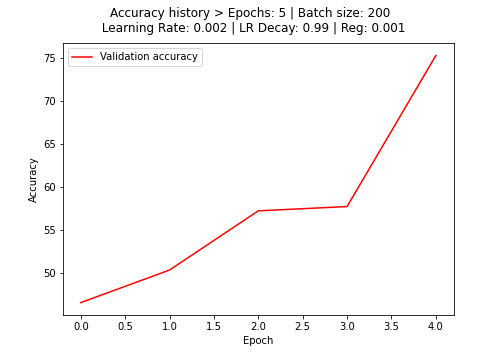 Accuracy history > Epochs: 5 | Batch size: 200
Learning Rate: 0.002 | LR Decay: 0.99 | Reg: 0.001
Validation accuracy
75
70
65
60
55
50
Accuracy
0.0 0.5 1.0 1.5 2.0 2.5 3.0 3.5 4.0
Epoch